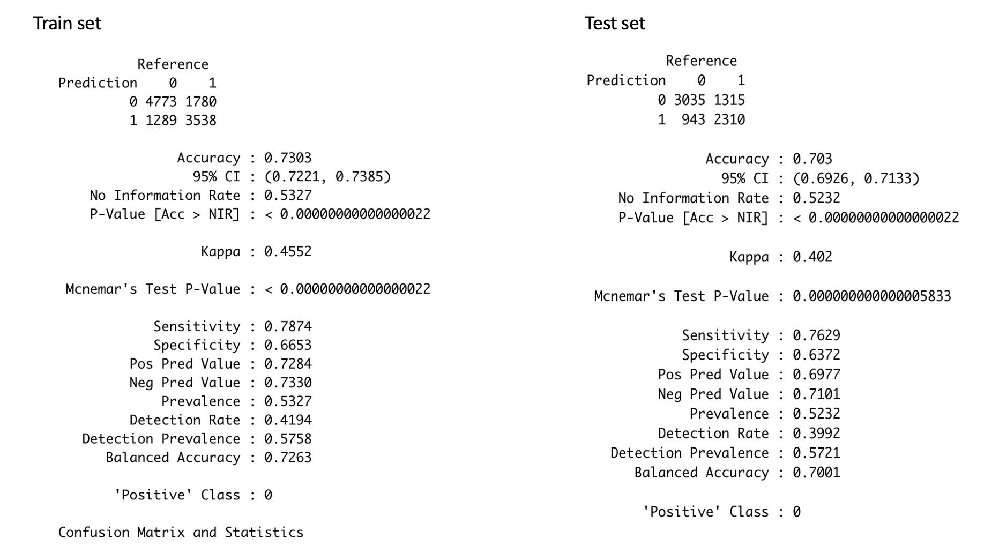 Train set
Reference
Prediction 0 1
0 4773 1780
1 1289 3538
Accuracy : 0.7303
95% CI : (0.7221, 0.7385)
No Information Rate : 0.5327
P-Value [Acc > NIR] : < 0.00000000000000022
Kappa : 0.4552
Mcnemar's Test P-Value : < 0.00000000000000022
Sensitivity : 0.7874
Specificity : 0.6653
Pos Pred Value : 0.7284
Neg Pred Value : 0.7330
Prevalence : 0.5327
Detection Rate : 0.4194
Detection Prevalence : 0.5758
Balanced Accuracy : 0.7263
'Positive' Class : 0
Confusion Matrix and Statistics
Test set
Reference
Prediction 0 1
0 3035 1315
1 943 2310
Accuracy : 0.703
95% CI : (0.6926, 0.7133)
No Information Rate : 0.5232
P-Value [Acc > NIR] : < 0.00000000000000022
Kappa : 0.402
Mcnemar's Test P-Value : 0.000000000000005833
Sensitivity : 0.7629
Specificity : 0.6372
Pos Pred Value : 0.6977
Neg Pred Value : 0.7101
Prevalence : 0.5232
Detection Rate : 0.3992
Detection Prevalence : 0.5721
Balanced Accuracy : 0.7001
'Positive' Class : 0